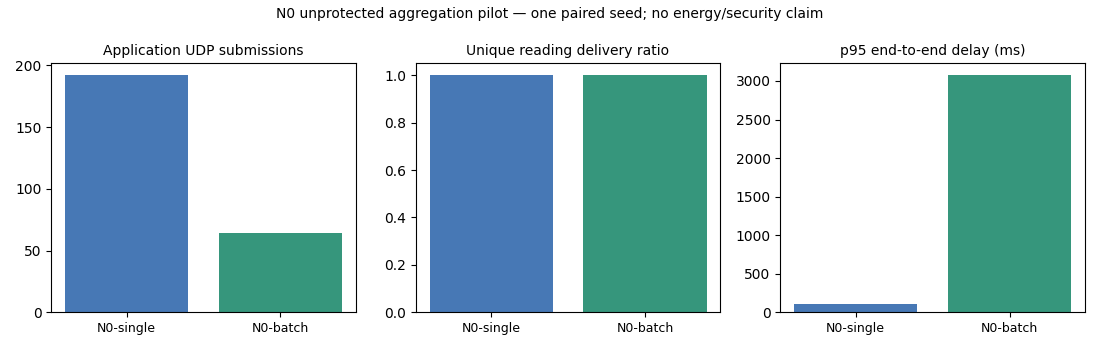 N0 unprotected aggregation pilot — one paired seed; no energy/security claim
Application UDP submissions
Unique reading delivery ratio
p95 end-to-end delay (ms)
200
150
100
50
0
N0-single
N0-batch
1.0
0.8
0.6
0.4
0.2
0.0
N0-single
N0-batch
3000
2500
2000
1500
1000
500
0
N0-single
N0-batch